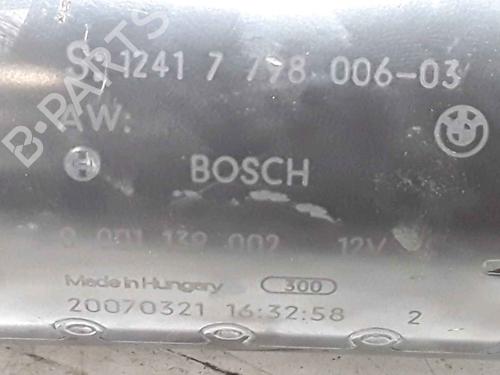 1241 7 798 006-03
AW:
BOSCH
0 001 139 002 12V
Made in Hungary 300
20070321 16:32:58 2
B-PARTS